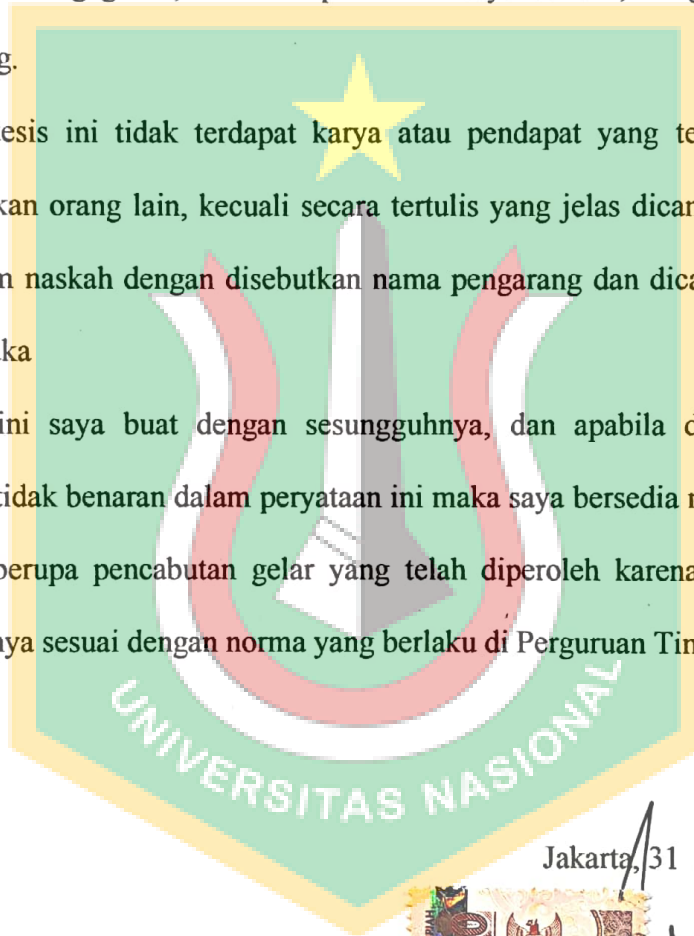 g.
esis ini tidak terdapat karya atau pendapat yang te
kan orang lain, kecuali secara tertulis yang jelas dican
n naskah dengan disebutkan nama pengarang dan dica
ka
ini saya buat dengan sesungguhnya, dan apabila d
tidak benaran dalam peryataan ini maka saya bersedia
berupa pencabutan gelar yang telah diperoleh karena
nya sesuai dengan norma yang berlaku di Perguruan Tin
UNIVERSITAS NASIONAL
Jakarta, 31